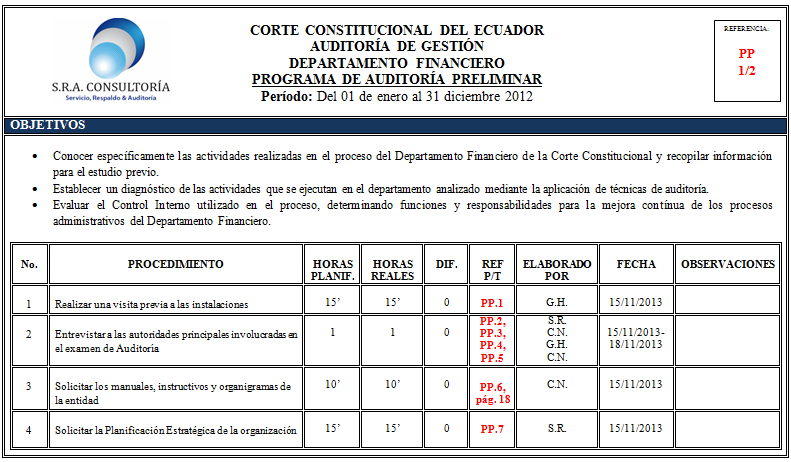 S.R.A. CONSULTORÍA
Servicio, Respaldo & Auditoría
CORTE CONSTITUCIONAL DEL ECUADOR
AUDITORÍA DE GESTIÓN
DEPARTAMENTO FINANCIERO
PROGRAMA DE AUDITORÍA PRELIMINAR
Período: Del 01 de enero al 31 diciembre 2012
REFERENCIA:
PP
1/2
OBJETIVOS
• Conocer específicamente las actividades realizadas en el proceso del Departamento Financiero de la Corte Constitucional y recopilar información
para el estudio previo.
• Establecer un diagnóstico de las actividades que se ejecutan en el departamento analizado mediante la aplicación de técnicas de auditoría.
• Evaluar el Control Interno utilizado en el proceso, determinando funciones y responsabilidades para la mejora contínua de los procesos
administrativos del Departamento Financiero.
No. PROCEDIMIENTO HORAS PLANIF. HORAS REALES DIF. REF P/T ELABORADO POR FECHA OBSERVACIONES
1 Realizar una visita previa a las instalaciones 15’ 15’ 0 PP.1 G.H. 15/11/2013
2 Entrevistar a las autoridades principales involucradas en
el examen de Auditoría 1 1 0 PP.2, PP.3, PP.4, PP.5 S.R. C.N. G.H. C.N. 15/11/2013-
18/11/2013
3 Solicitar los manuales, instructivos y organigramas de
la entidad 10’ 10’ 0 PP.6, pág. 18 C.N. 15/11/2013
4 Solicitar la Planificación Estratégica de la organización 15’ 15’ 0 PP.7 S.R. 15/11/2013